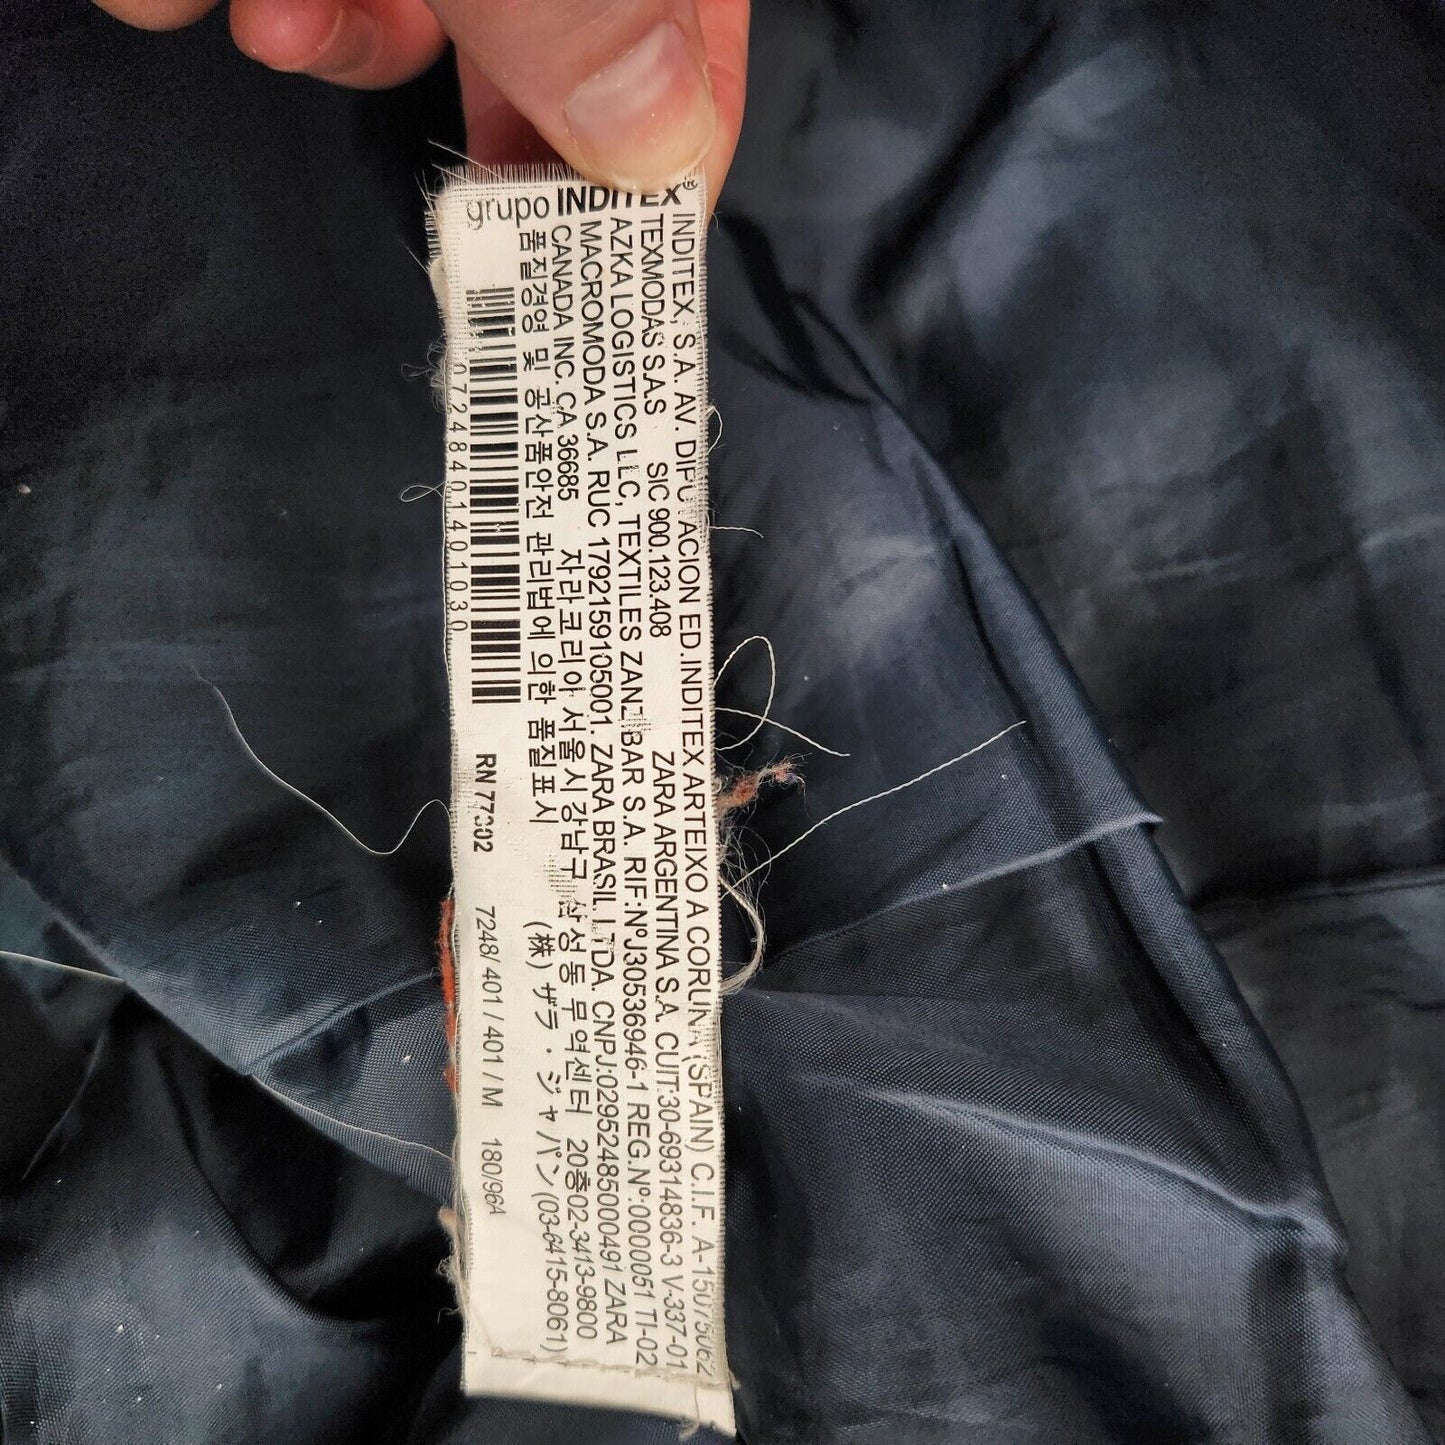 grupo INDITEX®
INDITEX, S.A. AV. DIPUTACION ED.INDITEX ARTEIXO A CORUÑA (SPAIN) C.I.F. A-15075062
TEXMODAS S.A.S SIC 900.123.408 ZARA ARGENTINA S.A. CUIT:30-69314836-3 V-337-01
AZKA LOGISTICS LLC, TEXTILES ZANZIBAR S.A. RIF:NºJ30536946-1 REG.Nº:0000051 TI-02
MACROMODA S.A. RUC 1792159105001. ZARA BRASIL LTDA. CNPJ:02952485000491 ZARA
CANADA INC. CA 36685 자라코리아 서울시강남구 삼성동 무역센터 20층02-3413-9800
품질경영 및 공산품안전 관리법에 의한 품질표시 (株) ザラ・ジャパン (03-6415-8061)
07248401401030
RN 77302 7248/ 401 / 401 / M 180/96A